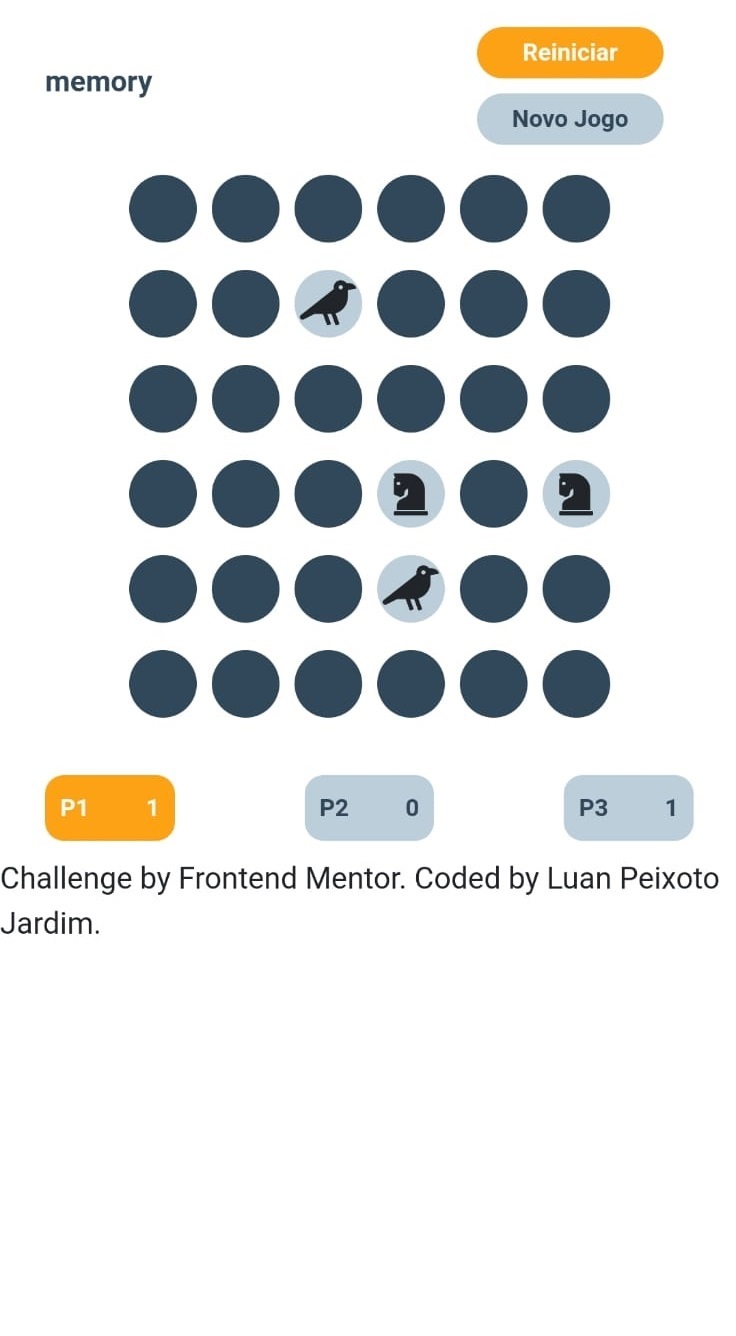 memory
Reiniciar
Novo Jogo
P1 1
P2 0
P3 1
Challenge by Frontend Mentor. Coded by Luan Peixoto
Jardim.